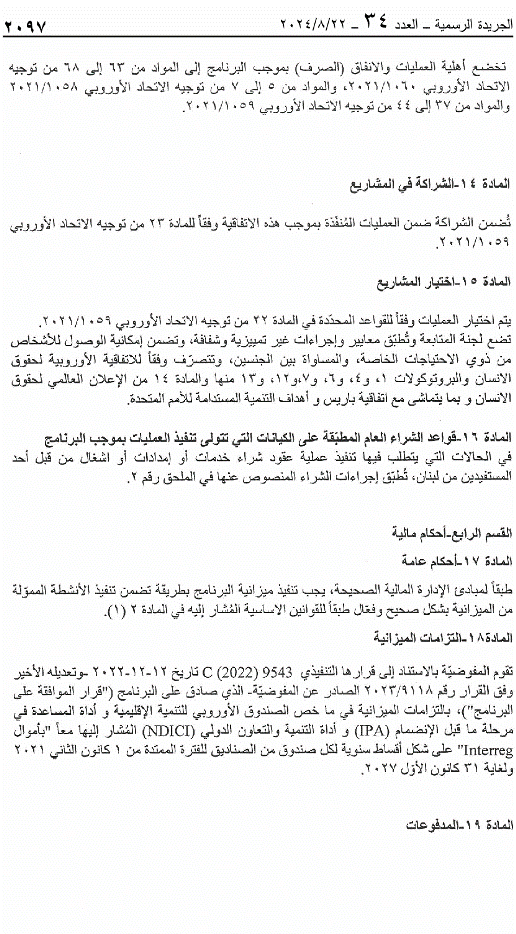 الجريدة الرسمية ــ العدد ٣٤ ــ ٢٠٢٤/٨/٢٢
٢٠٩٧
تخضع أهلية العمليات والانفاق (الصرف) بموجب البرنامج إلى المواد من ٦٣ إلى ٦٨ من توجيه
الاتحاد الأوروبي ٢٠٢١/١٠٦٠، والمواد من ٥ إلى ٧ من توجيه الاتحاد الأوروبي ٢٠٢١/١٠٥٨
والمواد من ٣٧ إلى ٤٤ من توجيه الاتحاد الأوروبي ٢٠٢١/١٠٥٩.
المادة ١٤-الشراكة في المشاريع
تُضمن الشراكة ضمن العمليات المُنفّذة بموجب هذه الاتفاقية وفقاً للمادة ٢٣ من توجيه الاتحاد الأوروبي
٢٠٢١/١٠٥٩.
المادة ١٥-اختيار المشاريع
يتم اختيار العمليات وفقاً للقواعد المحدّدة في المادة ٢٢ من توجيه الاتحاد الأوروبي ٢٠٢١/١٠٥٩.
تضع لجنة المتابعة وتُطبّق معايير وإجراءات غير تمييزية وشفافة، وتضمن إمكانية الوصول للأشخاص
من ذوي الاحتياجات الخاصة، والمساواة بين الجنسين، وتتصرّف وفقاً للاتفاقية الأوروبية لحقوق
الانسان والبروتوكولات ١، و٤، و٦، و٧،و١٢، و١٣ منها والمادة ١٤ من الإعلان العالمي لحقوق
الانسان و بما يتماشى مع اتفاقية باريس و أهداف التنمية المستدامة للأمم المتحدة.
المادة ١٦-قواعد الشراء العام المطبّقة على الكيانات التي تتولى تنفيذ العمليات بموجب البرنامج
في الحالات التي يتطلب فيها تنفيذ عملية عقود شراء خدمات أو إمدادات أو اشغال من قبل أحد
المستفيدين من لبنان، تُطبّق إجراءات الشراء المنصوص عنها في الملحق رقم ٢.
القسم الرابع-أحكام مالية
المادة ١٧-أحكام عامة
طبقاً لمبادئ الإدارة المالية الصحيحة، يجب تنفيذ ميزانية البرنامج بطريقة تضمن تنفيذ الأنشطة المموّلة
من الميزانية بشكل صحيح وفعّال طبقاً للقوانين الاساسية المُشار إليه في المادة ٢ (١).
المادة١٨-التزامات الميزانية
تقوم المفوضيّة بالاستناد إلى قرارها التنفيذي C (2022) 9543 تاريخ ١٢-١٢-٢٠٢٢ -وتعديله الأخير
وفق القرار رقم ٢٠٢٣/٩١١٨ الصادر عن المفوضيّة- الذي صادق على البرنامج ("قرار الموافقة على
البرنامج")، بالتزامات الميزانية في ما خص الصندوق الأوروبي للتنمية الإقليمية و أداة المساعدة في
مرحلة ما قبل الإنضمام (IPA) و أداة التنمية والتعاون الدولي (NDICI) المُشار إليها معاً "بأموال
Interreg" على شكل أقساط سنوية لكل صندوق من الصناديق للفترة الممتدة من ١ كانون الثاني ٢٠٢١
ولغاية ٣١ كانون الأول ٢٠٢٧.
المادة ١٩-المدفوعات